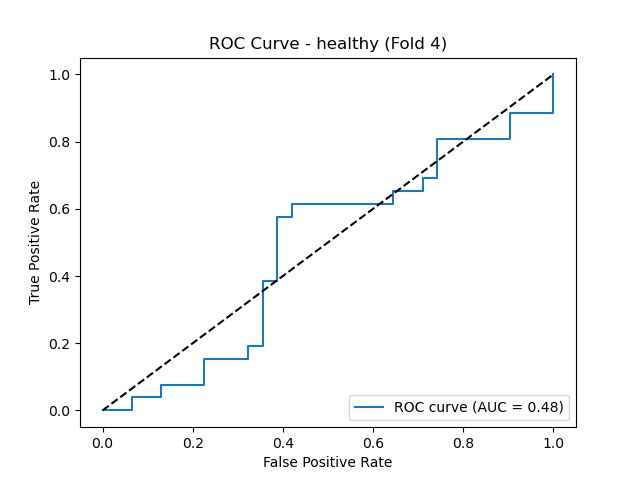 ROC Curve - healthy (Fold 4)
1.0
0.8
0.6
0.4
0.2
0.0
True Positive Rate
ROC curve (AUC = 0.48)
0.0 0.2 0.4 0.6 0.8 1.0
False Positive Rate